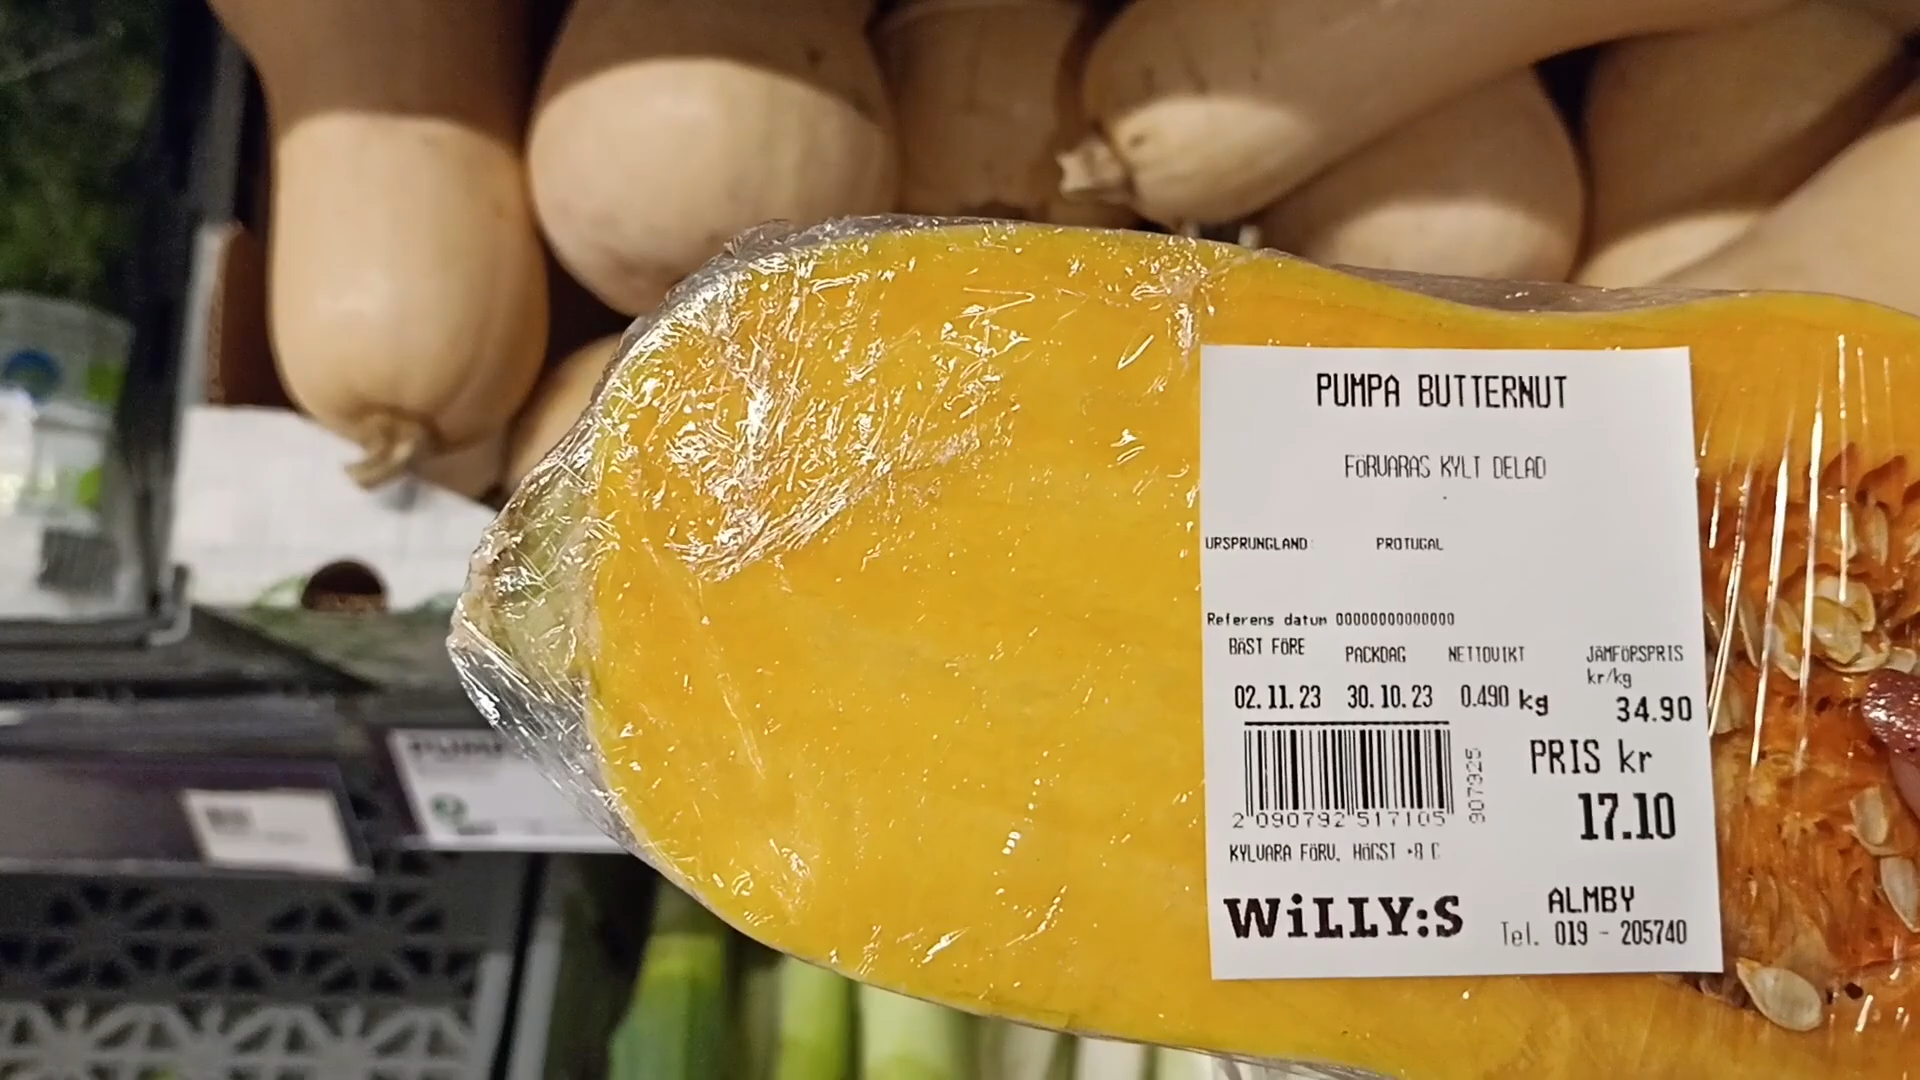 PUMPA BUTTERNUT
FÖRVARAS KYLT DELAD
URSPRUNGLAND: PROTUGAL
Referens datum 00000000000000
BÄST FÖRE PACKDAG NETTOVIKT JÄMFÖRSPRIS
kr/kg
02.11.23 30.10.23 0.490 kg 34.90
PRIS kr
17.10
907925
2 090792 517105
KYLVARA FÖRV. HÖGST +8 C
WiLLY:S
ALMBY
Tel. 019 - 205740